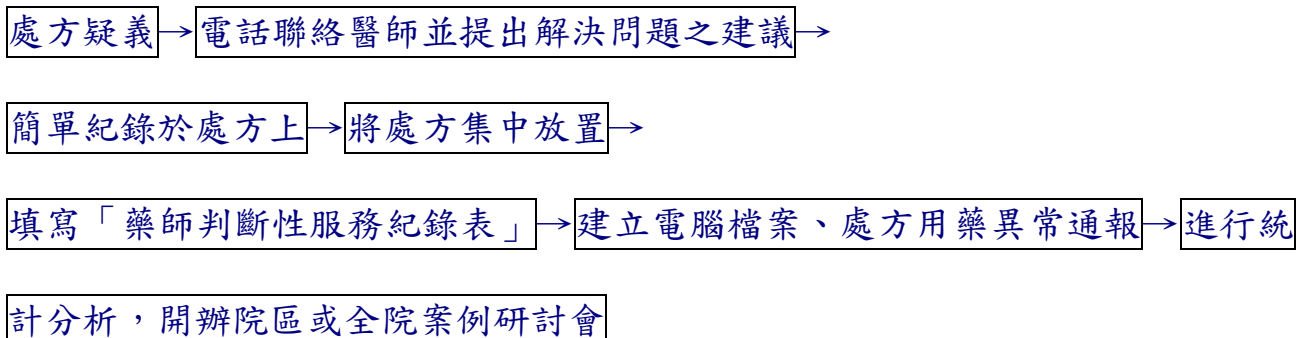 處方疑義→電話聯絡醫師並提出解決問題之建議→
簡單紀錄於處方上→將處方集中放置→
填寫「藥師判斷性服務紀錄表」→建立電腦檔案、處方用藥異常通報→進行統
計分析，開辦院區或全院案例研討會